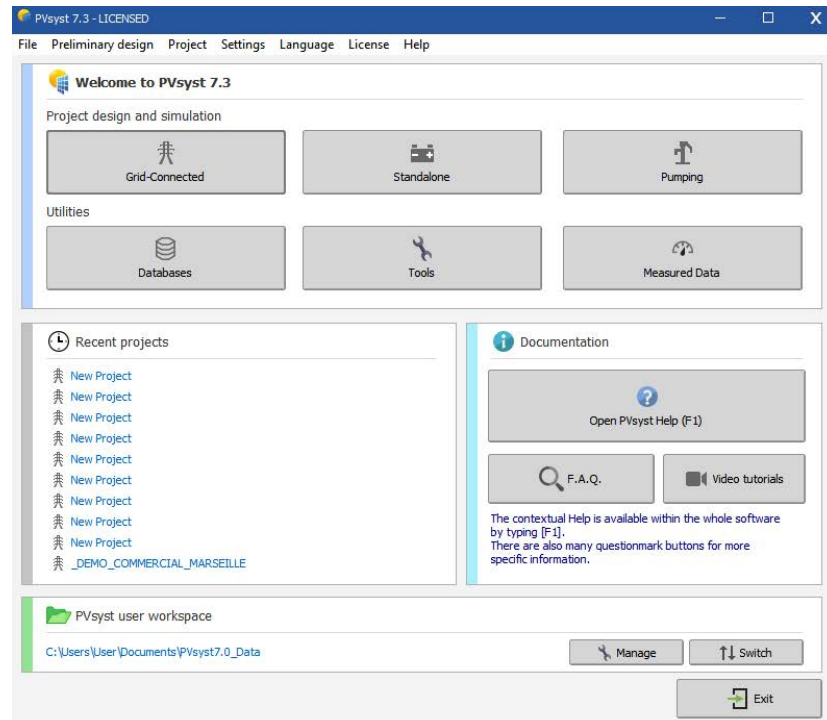 PVsyst 7.3 - LICENSED
File Preliminary design Project Settings Language License Help
Welcome to PVsyst 7.3
Project design and simulation
Grid-Connected
Standalone
Pumping
Utilities
Databases
Tools
Measured Data
Recent projects
New Project
New Project
New Project
New Project
New Project
New Project
New Project
New Project
New Project
_DEMO_COMMERCIAL_MARSEILLE
Documentation
Open PVsyst Help (F1)
F.A.Q.
Video tutorials
The contextual Help is available within the whole software
by typing [F1].
There are also many questionmark buttons for more
specific information.
PVsyst user workspace
C:\Users\User\Documents\PVsyst7.0_Data
Manage
Switch
Exit